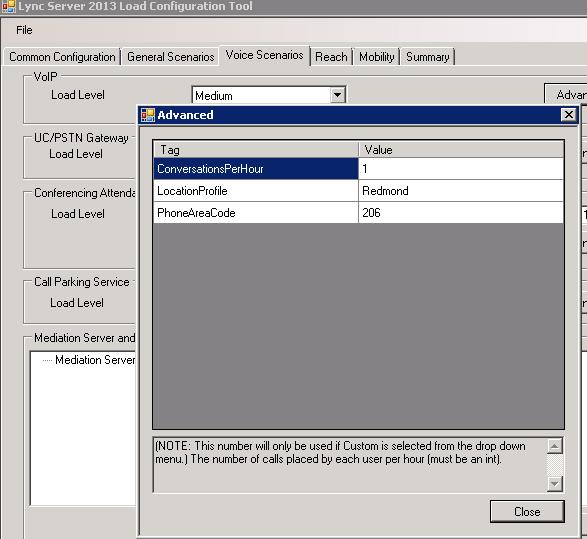 Lync Server 2013 Load Configuration Tool
File
Common Configuration General Scenarios Voice Scenarios Reach Mobility Summary
VoIP
Load Level Medium
Advanced
Tag Value
ConversationsPerHour 1
LocationProfile Redmond
PhoneAreaCode 206
(NOTE: This number will only be used if Custom is selected from the drop down
menu.) The number of calls placed by each user per hour (must be an int).
Close
UC/PSTN Gateway
Load Level
Conferencing Attenda
Load Level
Call Parking Service
Load Level
Mediation Server and
Mediation Server